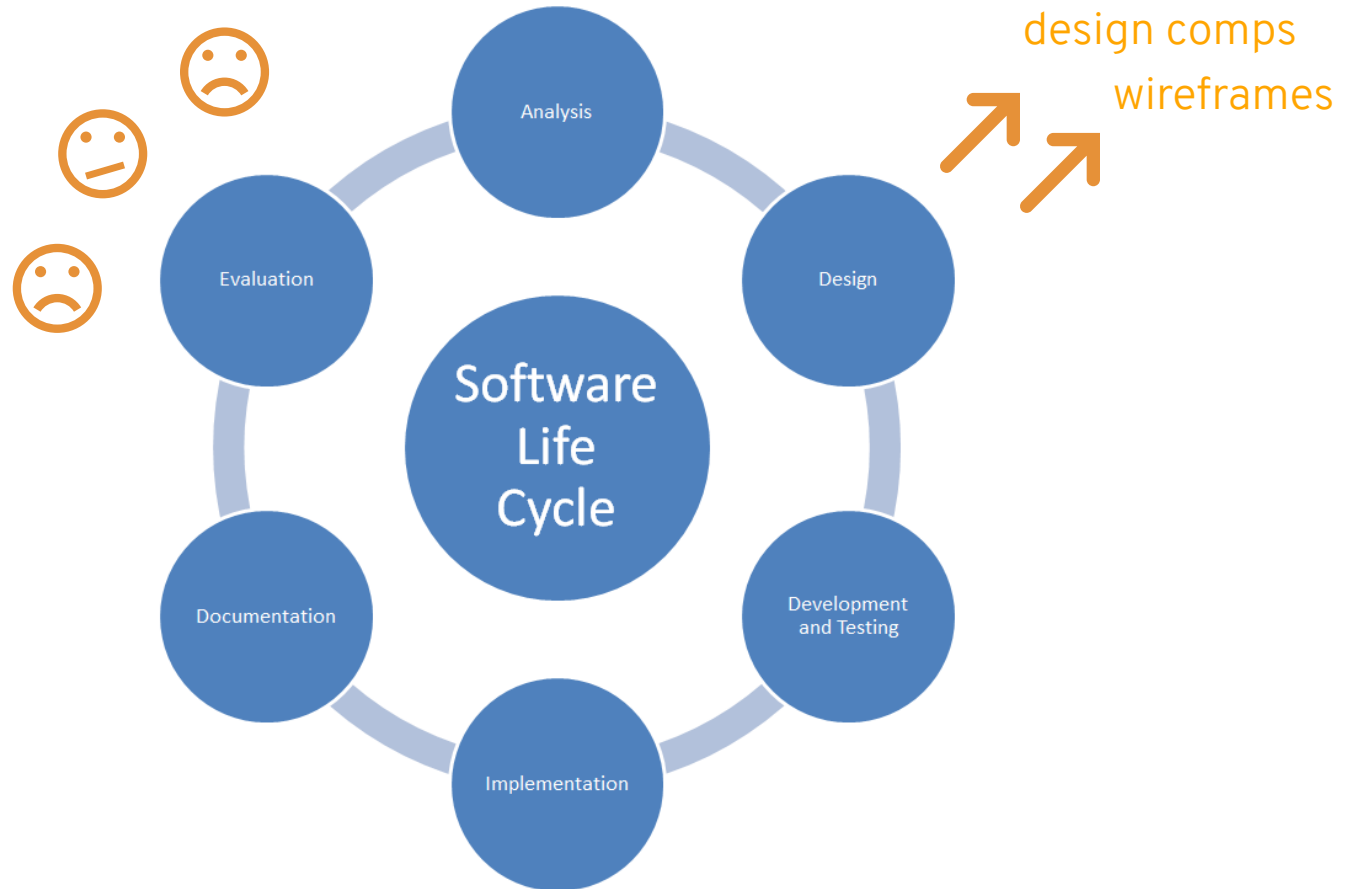 design comps
wireframes
Analysis
Evaluation
Design
Software
Life
Cycle
Documentation
Development
and Testing
Implementation